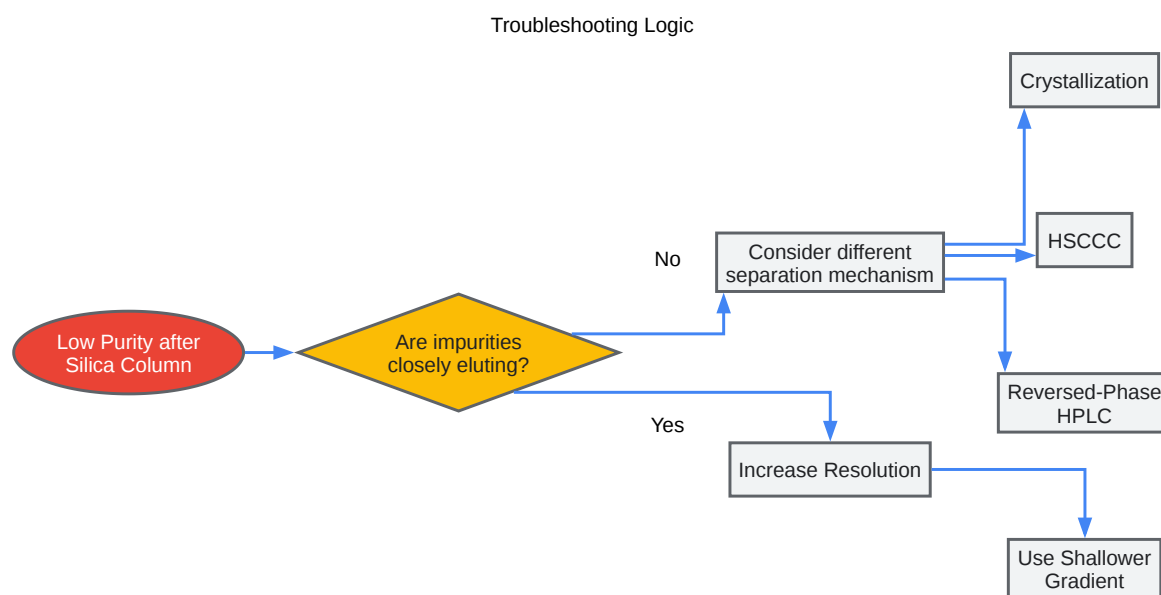 Troubleshooting Logic
Crystallization
HSCCC
No
Consider different
separation mechanism
Low Purity after
Silica Column
Are impurities
closely eluting?
Reversed-Phase
HPLC
Yes
Increase Resolution
Use Shallower
Gradient